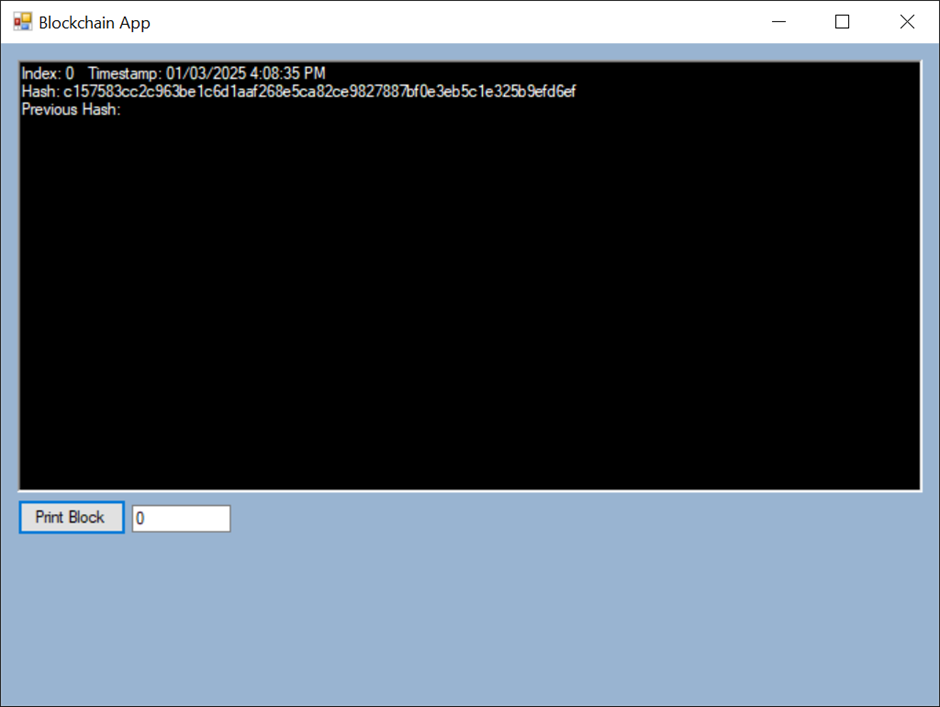 Blockchain App
Index: 0   Timestamp: 01/03/2025 4:08:35 PM
Hash: c157583cc2c963be1c6d1aaf268e5ca82ce9827887bf0e3eb5c1e325b9efd6ef
Previous Hash:
Print Block 0